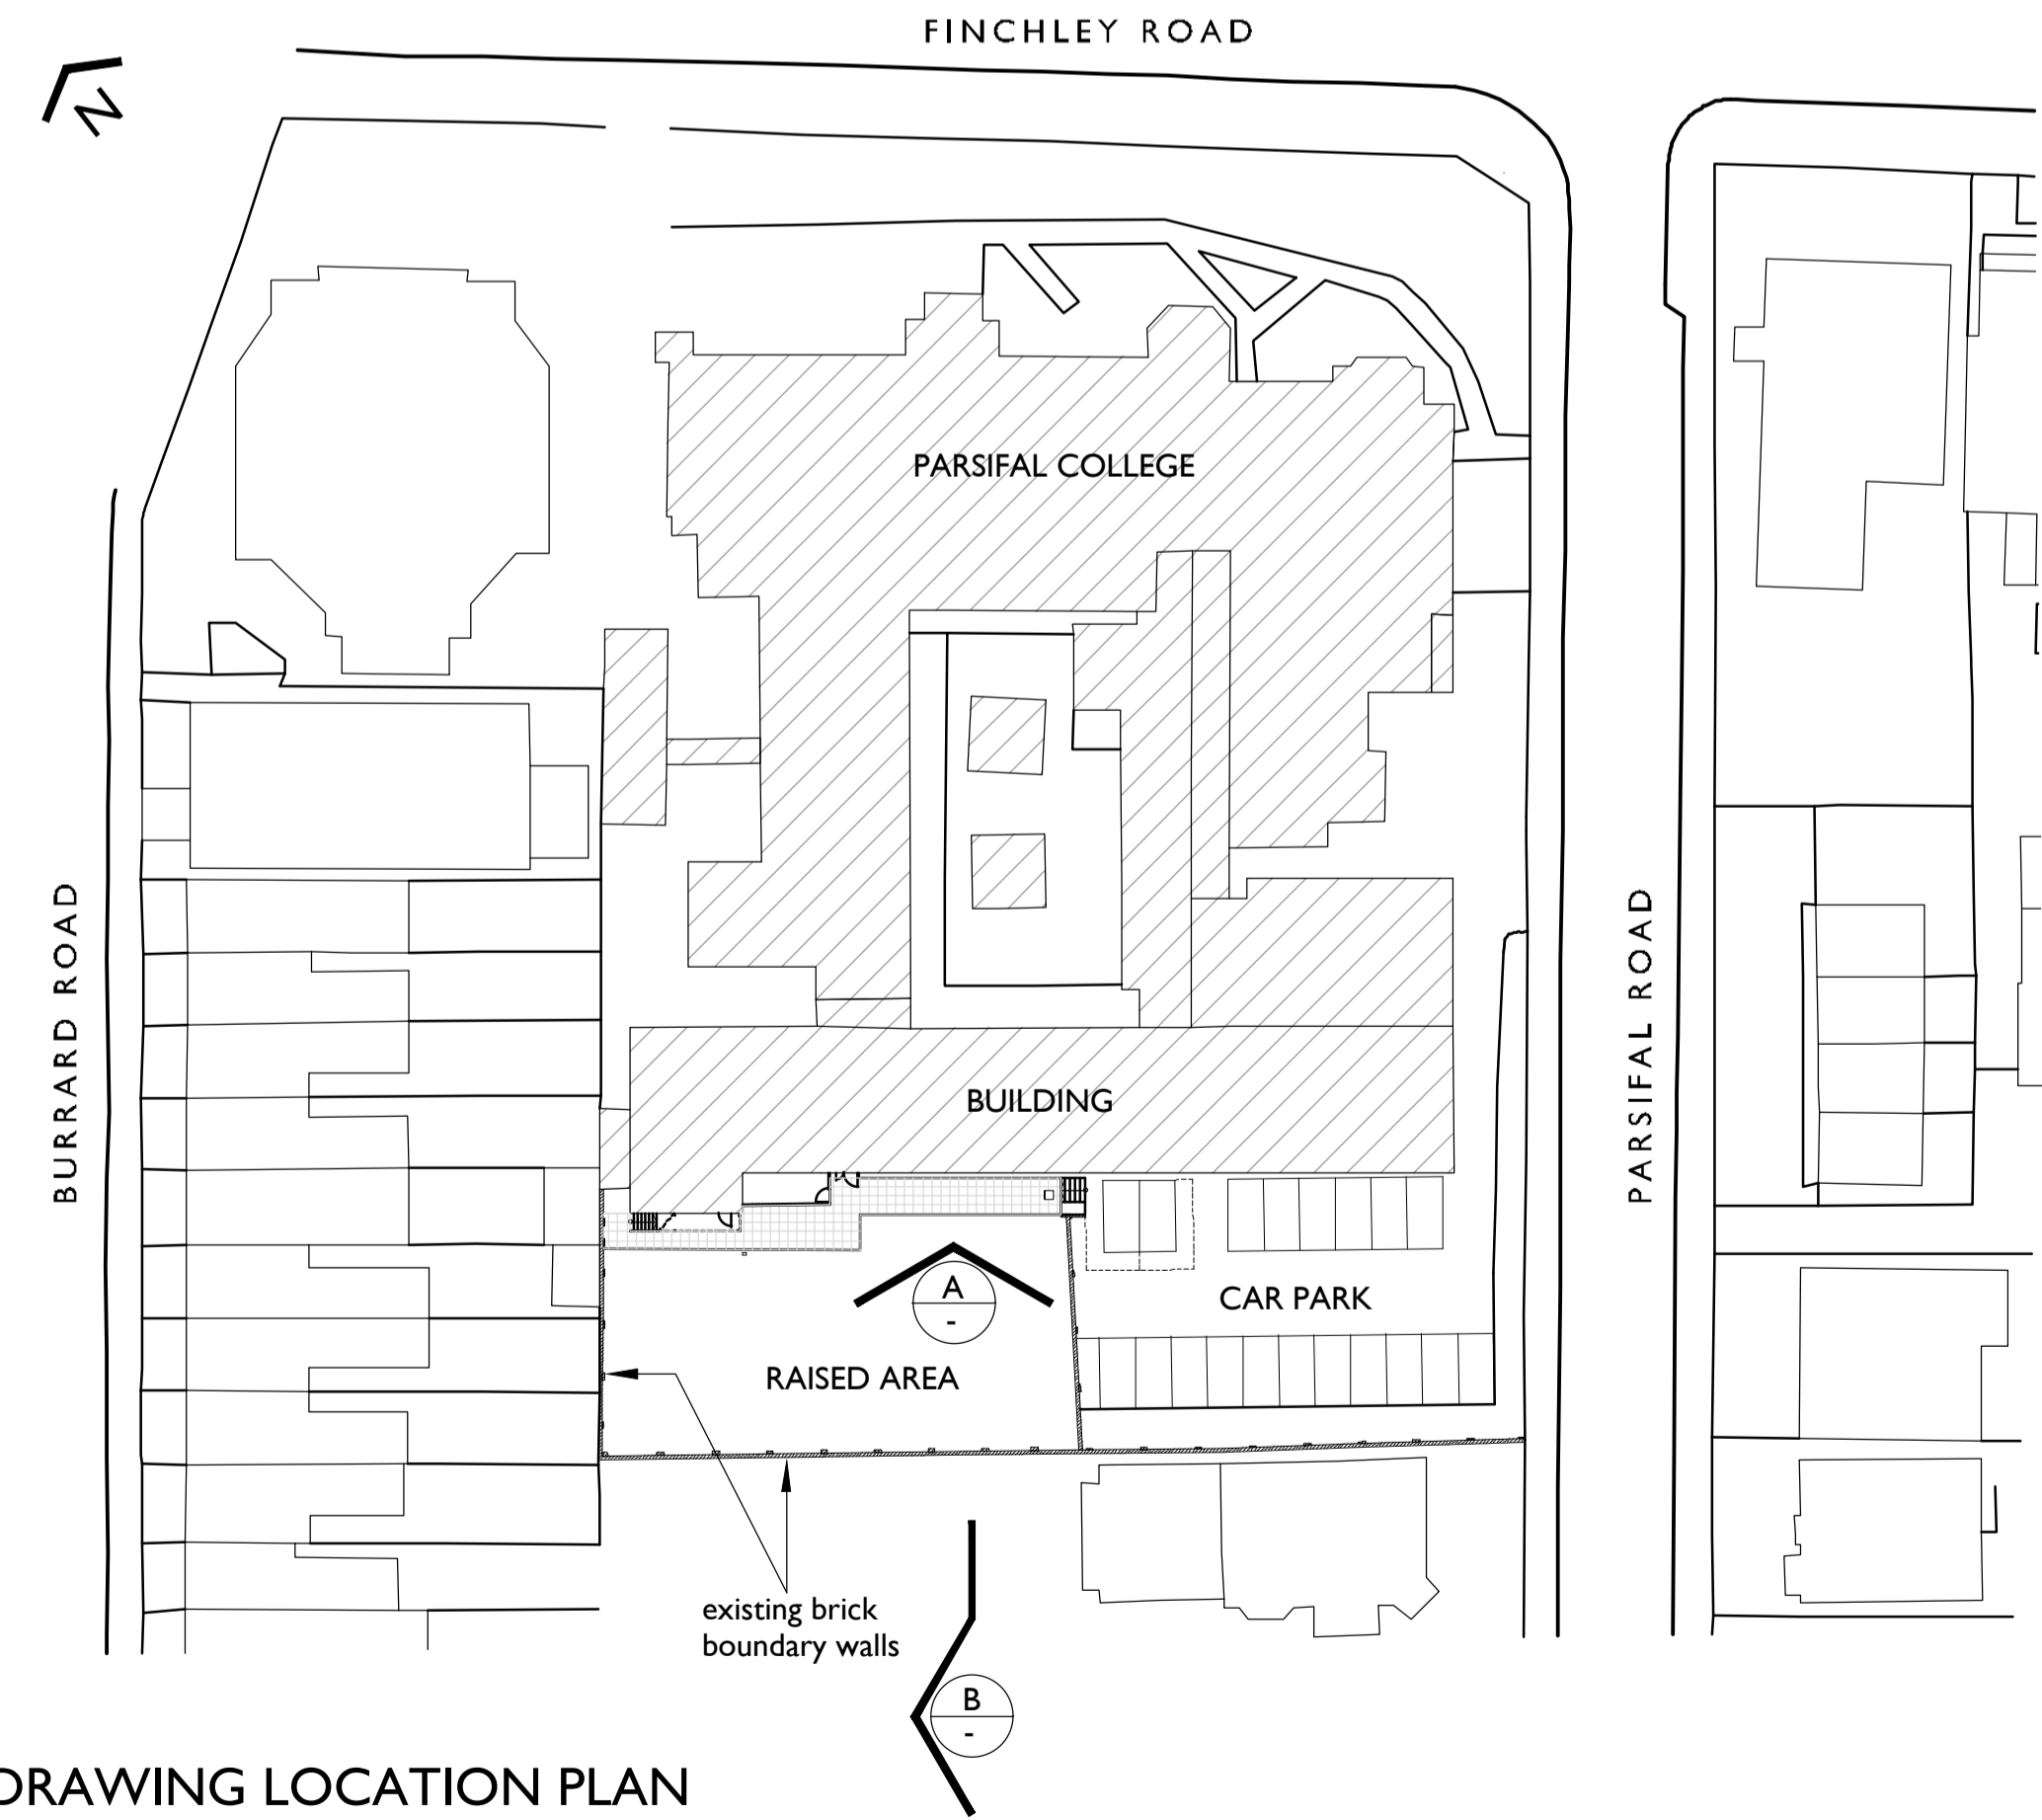 FINCHLEY ROAD
N
PARSIFAL COLLEGE
BURRARD ROAD
PARSIFAL ROAD
BUILDING
A
-
CAR PARK
RAISED AREA
existing brick
boundary walls
B
-
DRAWING LOCATION PLAN